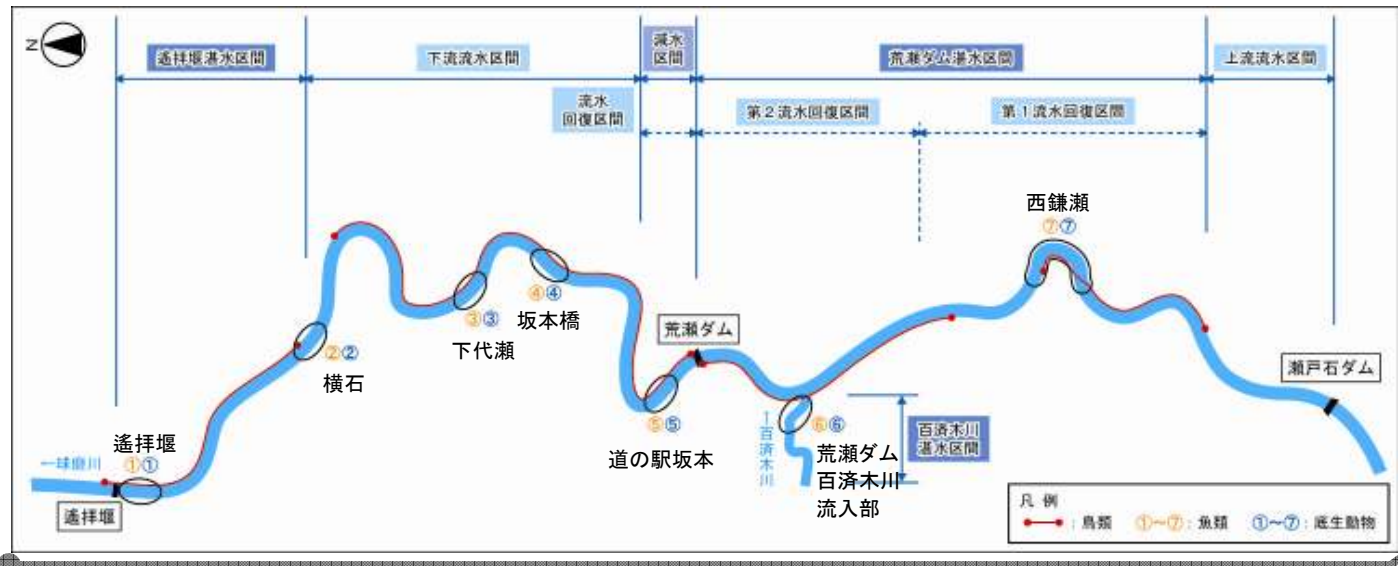 N
遙拝堰湛水区間
下流流水区間
減水
区間
荒瀬ダム湛水区間
上流流水区間
流水
回復区間
第2流水回復区間
第1流水回復区間
西鎌瀬
⑦⑦
④④
坂本橋
③③
下代瀬
②②
横石
荒瀬ダム
瀬戸石ダム
遙拝堰
①①
←球磨川
遙拝堰
⑤⑤
道の駅坂本
⑥⑥
荒瀬ダム
百済木川
流入部
←百済木川
百済木川
湛水区間
凡 例
:鳥類 ①~⑦:魚類 ①~⑦:底生動物